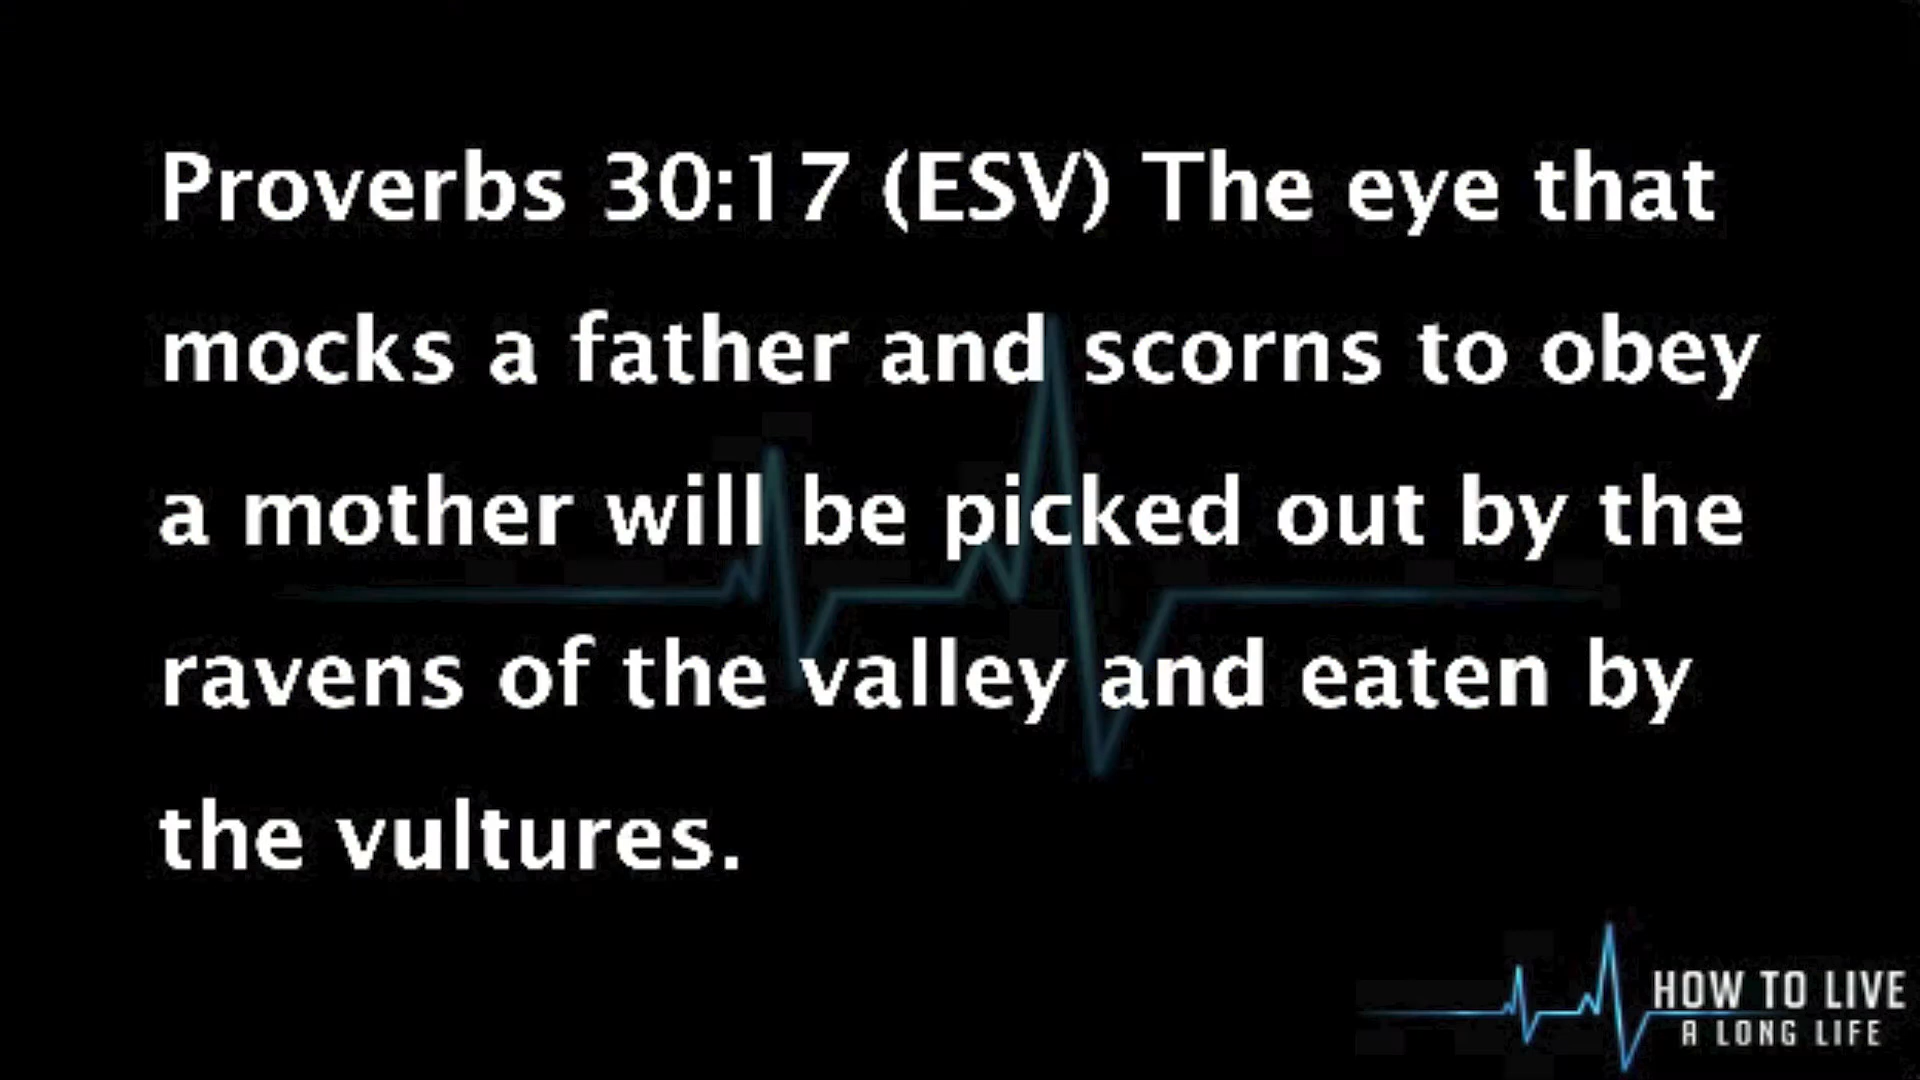 Proverbs 30:17 (ESV) The eye that
mocks a father and scorns to obey
a mother will be picked out by the
ravens of the valley and eaten by
the vultures.
HOW TO LIVE
A LONG LIFE